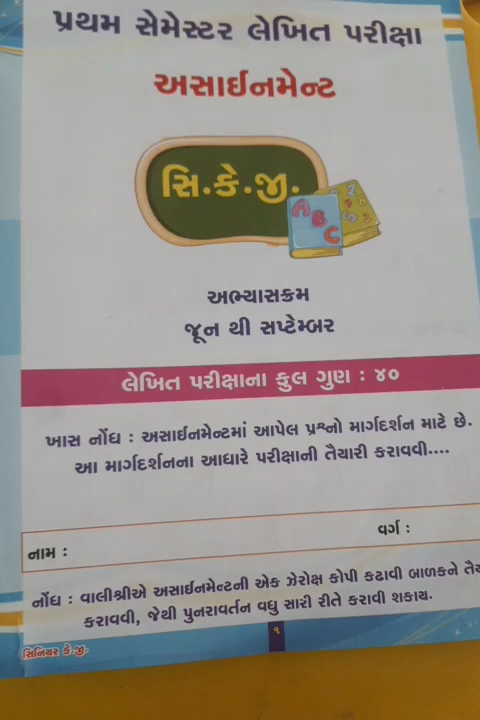 પ્રથમ સેમેસ્ટર લેખિત પરીક્ષા
અસાઈનમેન્ટ
સિ.કે.જી.
A B C
અભ્યાસક્રમ
જૂન થી સપ્ટેમ્બર
લેખિત પરીક્ષાના કુલ ગુણ : ૪૦
ખાસ નોંધ : અસાઈનમેન્ટમાં આપેલ પ્રશ્નો માર્ગદર્શન માટે છે.
આ માર્ગદર્શનના આધારે પરીક્ષાની તૈયારી કરાવવી....
નામ :
વર્ગ :
નોંધ : વાલીશ્રીએ અસાઈનમેન્ટની એક ઝેરોક્ષ કોપી કઢાવી બાળકને
કરાવવી, જેથી પુનરાવર્તન વધુ સારી રીતે કરાવી શકાય.
૧
સિનિયર કે.જી.